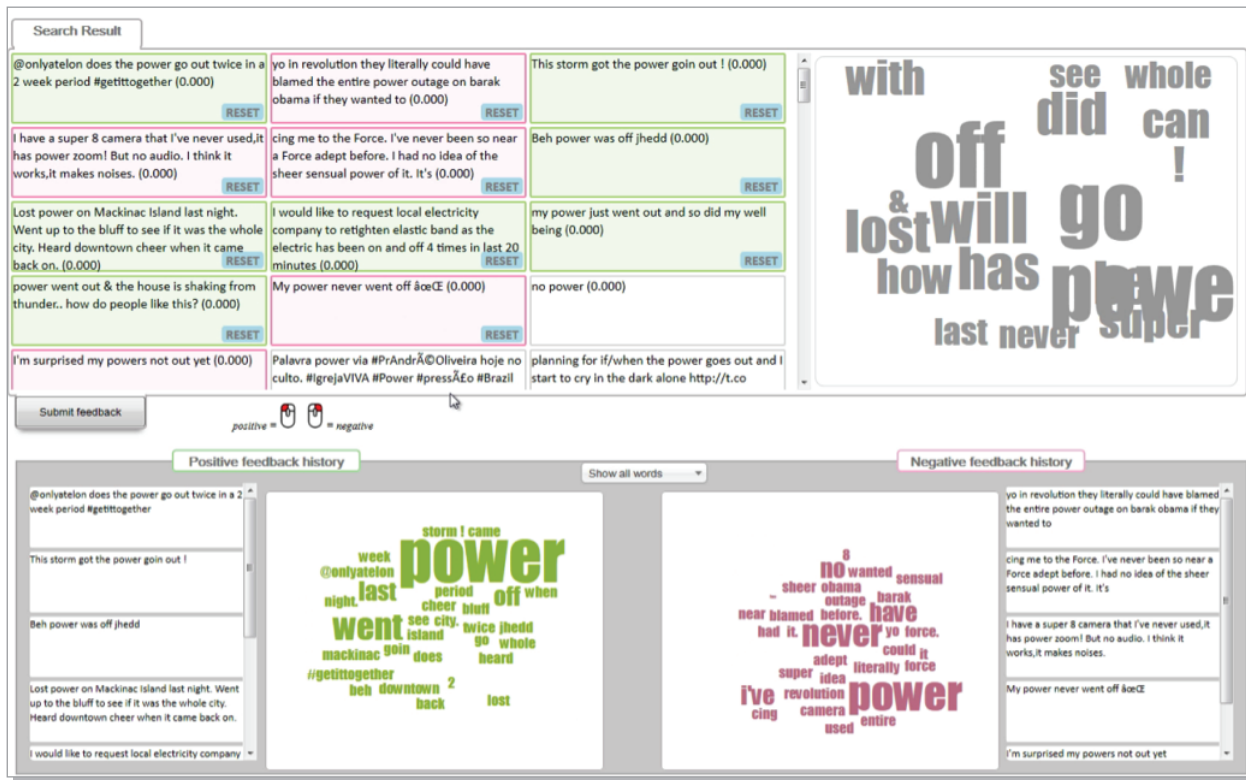 Search Result
@onlyatelon does the power go out twice in a
2 week period #getittogether (0.000)
RESET
yo in revolution they literally could have
blamed the entire power outage on barak
obama if they wanted to (0.000)
RESET
This storm got the power goin out ! (0.000)
RESET
I have a super 8 camera that I've never used,it
has power zoom! But no audio. I think it
works,it makes noises. (0.000)
RESET
cing me to the Force. I've never been so near
a Force adept before. I had no idea of the
sheer sensual power of it. It's (0.000)
RESET
Beh power was off jhedd (0.000)
RESET
Lost power on Mackinac Island last night.
Went up to the bluff to see if it was the whole
city. Heard downtown cheer when it came
back on. (0.000)
RESET
I would like to request local electricity
company to retighten elastic band as the
electric has been on and off 4 times in last 20
minutes (0.000)
RESET
my power just went out and so did my well
being (0.000)
RESET
power went out & the house is shaking from
thunder.. how do people like this? (0.000)
RESET
My power never went off âœŒ (0.000)
RESET
no power (0.000)
I'm surprised my powers not out yet (0.000)
Palavra power via #PrAndrÃ©Oliveira hoje no
culto. #IgrejaVIVA #Power #pressÃ£o #Brazil
planning for if/when the power goes out and I
start to cry in the dark alone http://t.co
with
see whole
did
can
off
!
go
&
lost will
how has
powe
last never super
Submit feedback
positive =
= negative
Positive feedback history
Show all words
Negative feedback history
@onlyatelon does the power go out twice in a 2
week period #getittogether
This storm got the power goin out !
Beh power was off jhedd
Lost power on Mackinac Island last night. Went
up to the bluff to see if it was the whole city.
Heard downtown cheer when it came back on.
I would like to request local electricity company
storm ! came
week
power
@onlyatelon
night. last period off when
cheer bluff
went see city. twice jhedd
island go whole
mackinac goin does heard
#getittogether
beh downtown 2
back lost
8
no wanted
sheer obama sensual
outage barak
near blamed before. have
had it. never yo force.
could it
adept literally force
super idea
i've revolution power
cing camera
used entire
yo in revolution they literally could have blamed
the entire power outage on barak obama if they
wanted to
cing me to the Force. I've never been so near a
Force adept before. I had no idea of the sheer
sensual power of it. It's
I have a super 8 camera that I've never used,it
has power zoom! But no audio. I think it
works,it makes noises.
My power never went off âœŒ
I'm surprised my powers not out yet